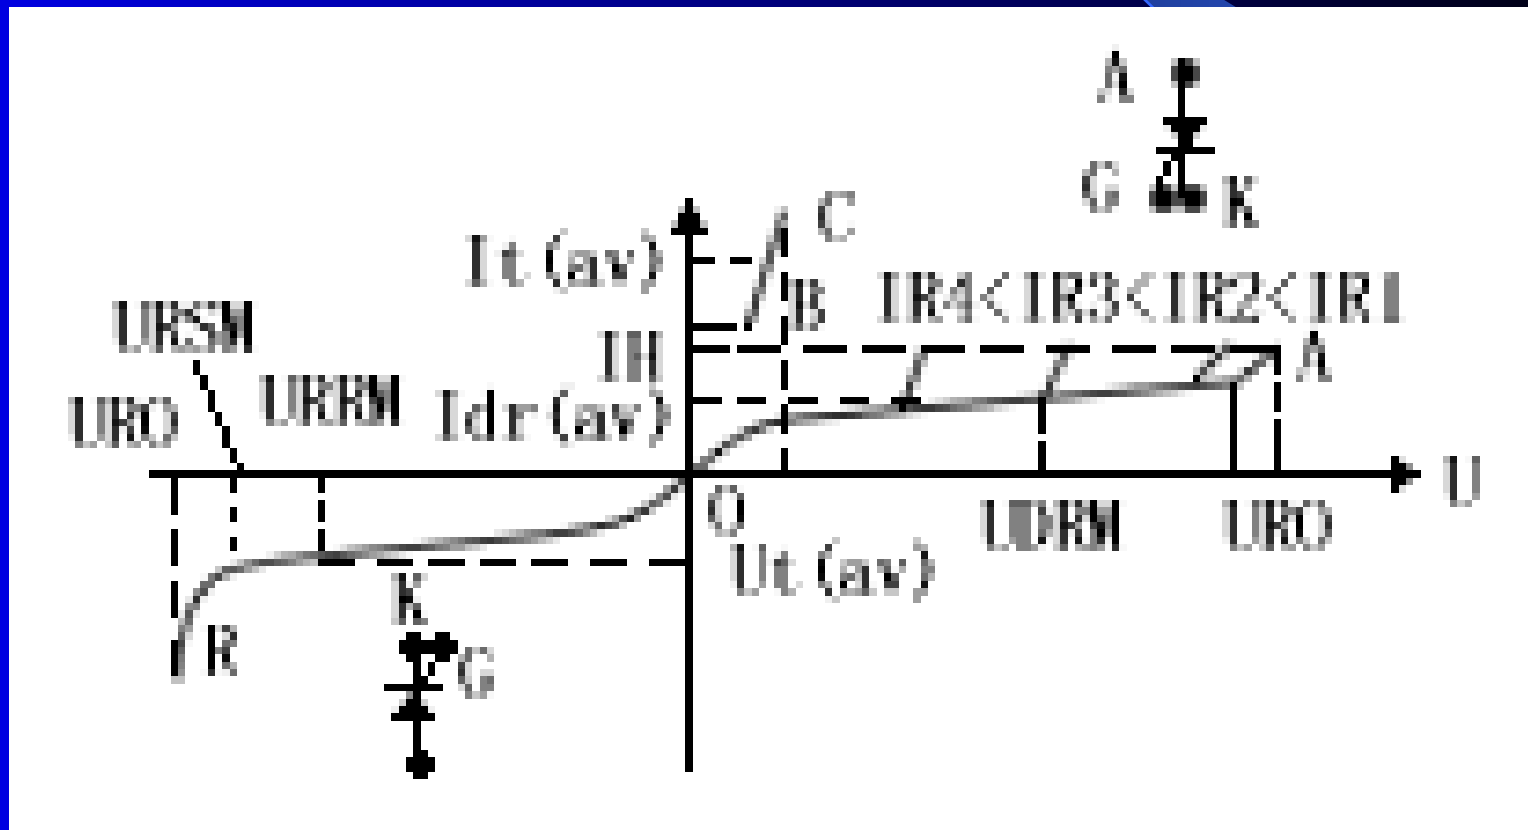 A
G K
C
It(av)
B
IR4<IR3<IR2<IR1
URSM
IH
A
URO
URRM
Idr(av)
U
O
UDRM
URO
Ut(av)
K
R
G